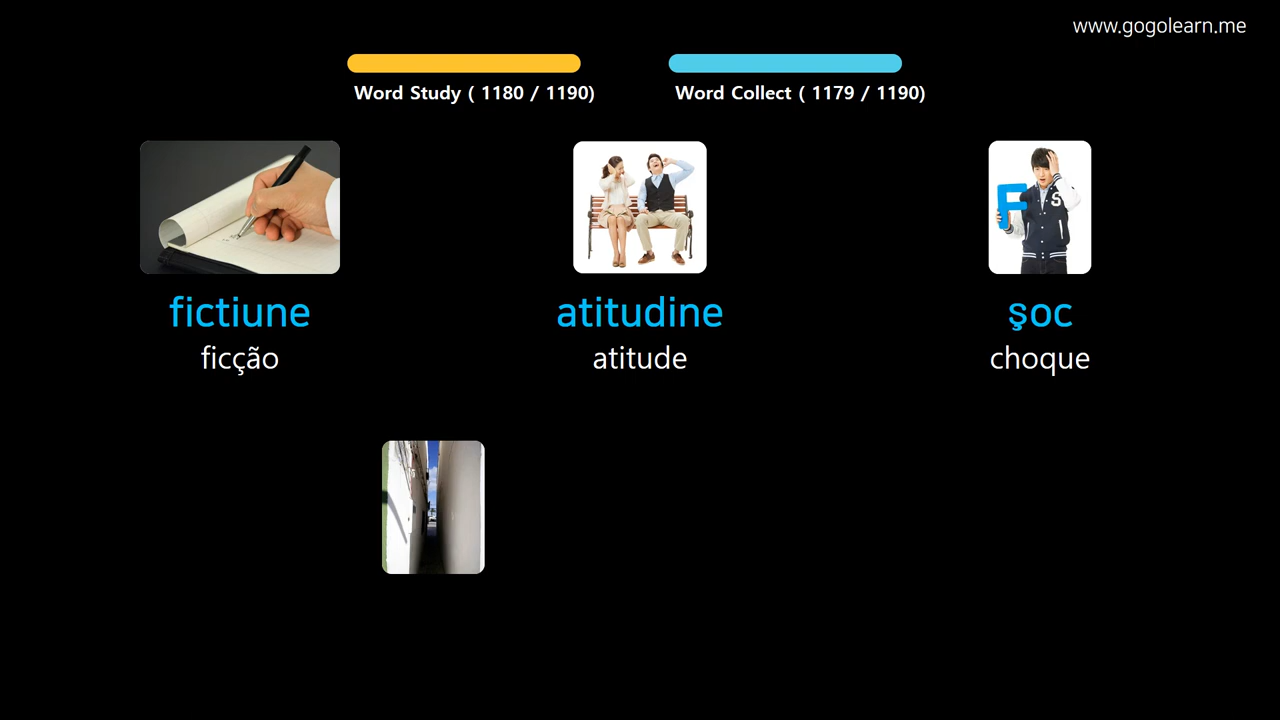 www.gogolearn.me
Word Study ( 1180 / 1190)
Word Collect ( 1179 / 1190)
F
S
fictiune
atitudine
şoc
ficção
atitude
choque